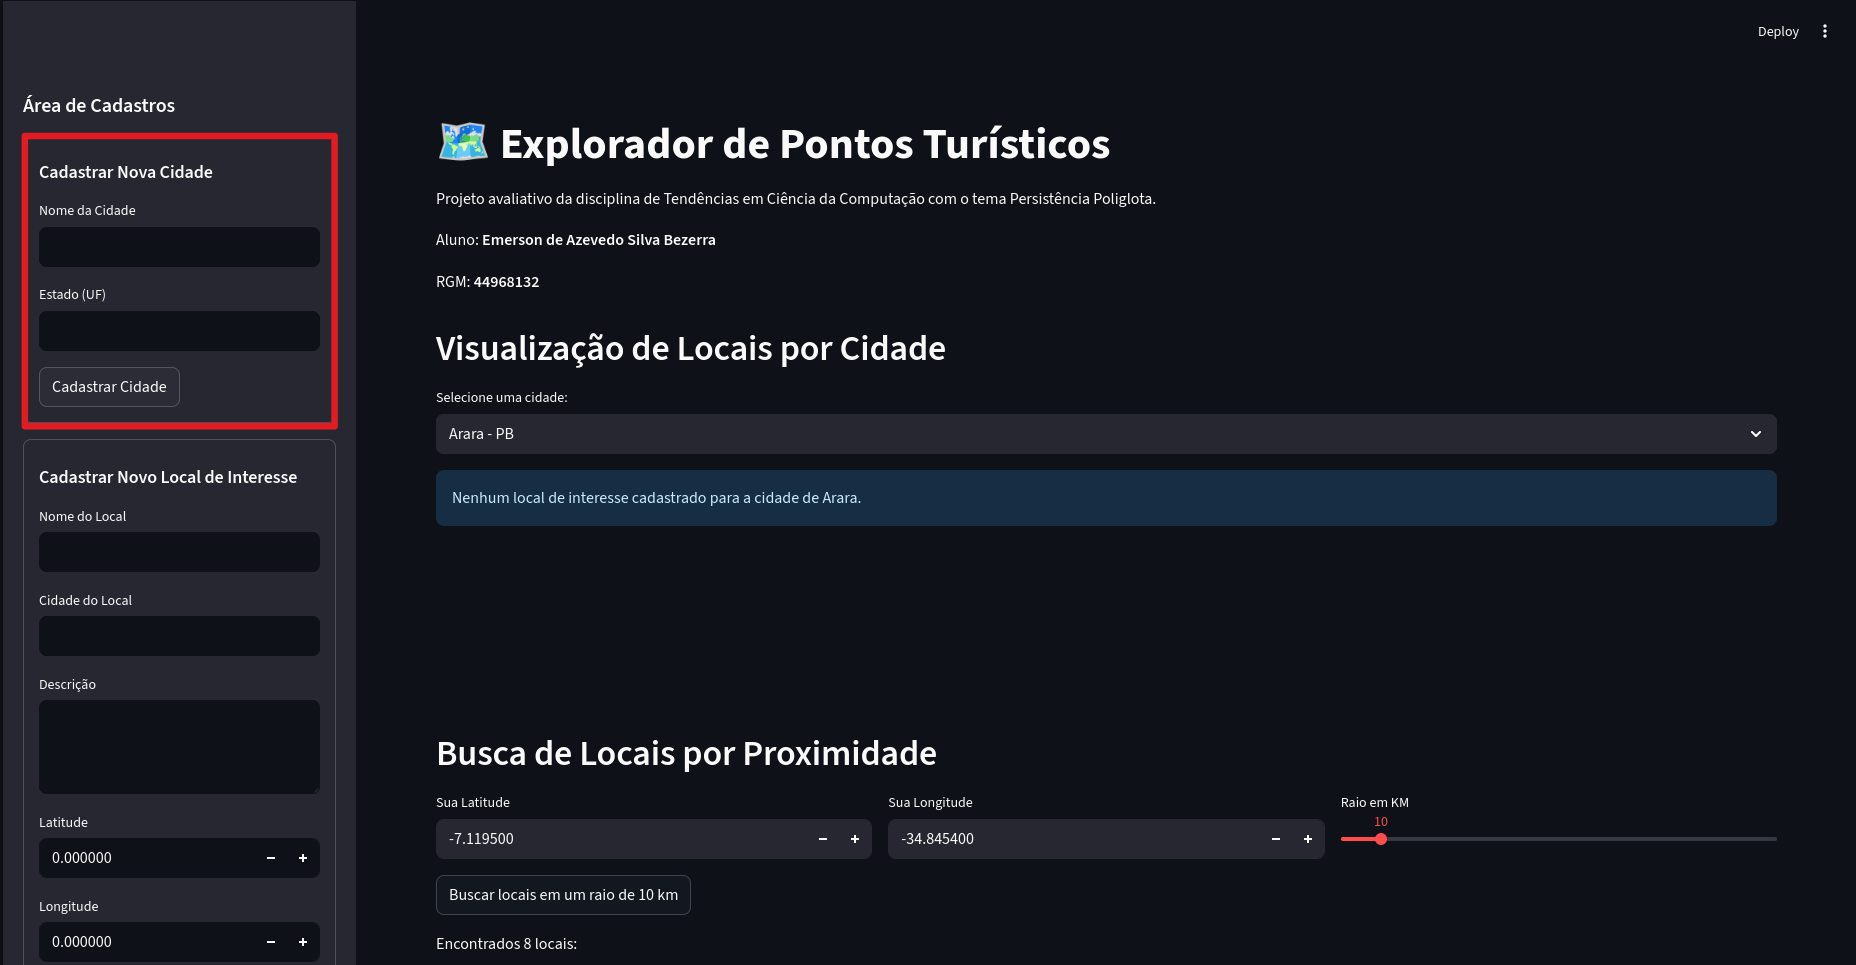 Deploy
Área de Cadastros
Cadastrar Nova Cidade
Nome da Cidade
Estado (UF)
Cadastrar Cidade
Cadastrar Novo Local de Interesse
Nome do Local
Cidade do Local
Descrição
Latitude
0.000000
Longitude
0.000000
Explorador de Pontos Turísticos
Projeto avaliativo da disciplina de Tendências em Ciência da Computação com o tema Persistência Poliglota.
Aluno: Emerson de Azevedo Silva Bezerra
RGM: 44968132
Visualização de Locais por Cidade
Selecione uma cidade:
Arara - PB
Nenhum local de interesse cadastrado para a cidade de Arara.
Busca de Locais por Proximidade
Sua Latitude
-7.119500
Sua Longitude
-34.845400
Raio em KM
10
Buscar locais em um raio de 10 km
Encontrados 8 locais: